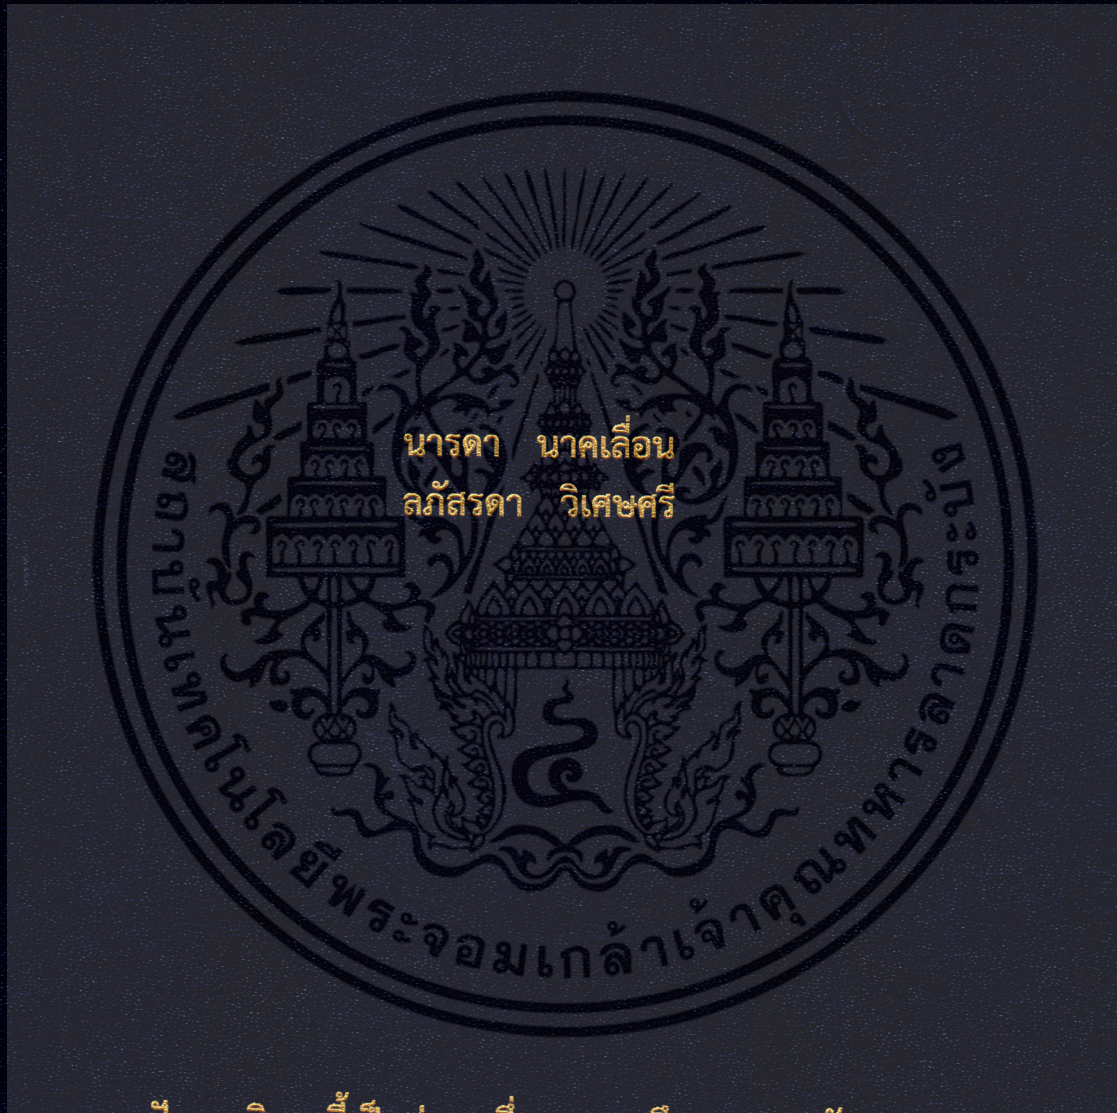 นารดา นาคเลื่อน
ลภัสรดา วิเศษศรี
สถาบันเทคโนโลยีพระจอมเกล้าเจ้าคุณทหารลาดกระบัง